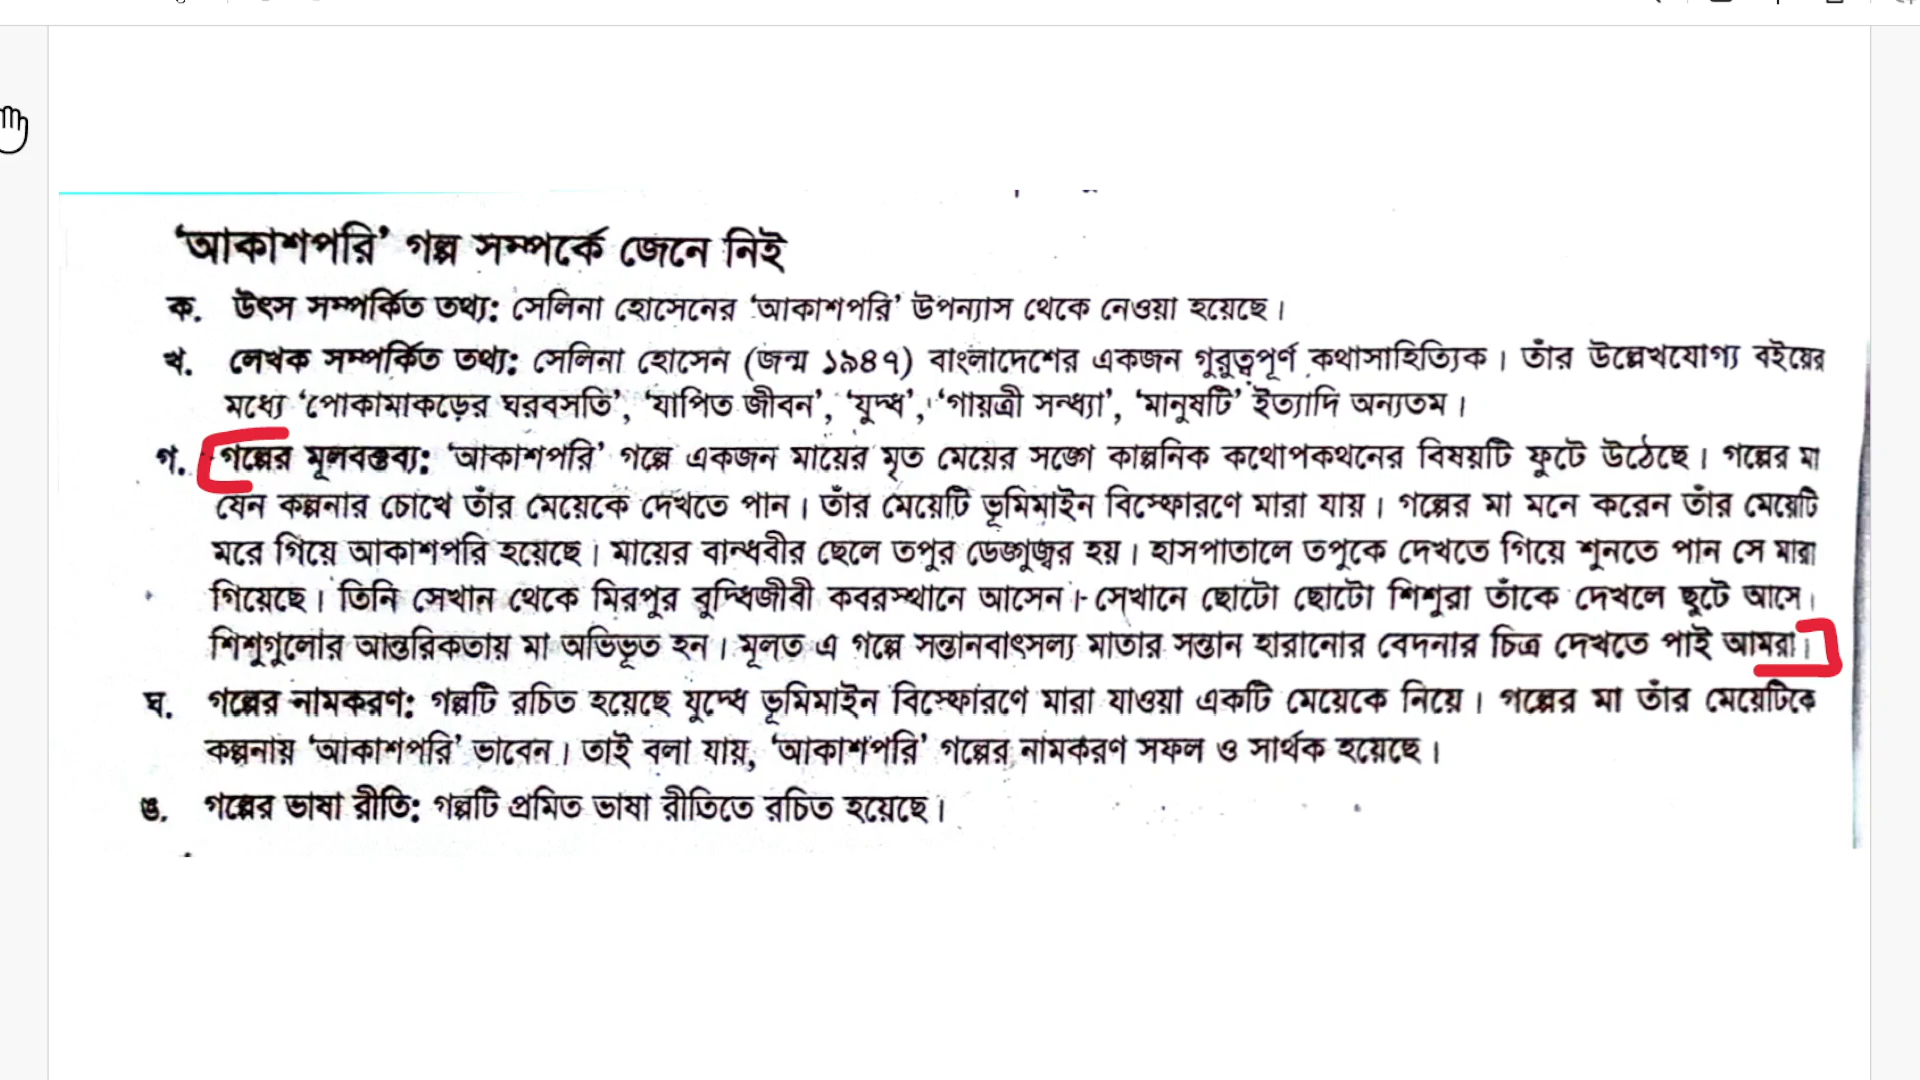 ‘আকাশপরি’ গল্প সম্পর্কে জেনে নিই
ক. উৎস সম্পর্কিত তথ্য: সেলিনা হোসেনের ‘আকাশপরি’ উপন্যাস থেকে নেওয়া হয়েছে।
খ. লেখক সম্পর্কিত তথ্য: সেলিনা হোসেন (জন্ম ১৯৪৭) বাংলাদেশের একজন গুরুত্বপূর্ণ কথাসাহিত্যিক। তাঁর উল্লেখযোগ্য বইয়ের
মধ্যে ‘পোকামাকড়ের ঘরবসতি’, ‘যাপিত জীবন’, ‘যুদ্ধ’, ‘গায়ত্রী সন্ধ্যা’, ‘মানুষটি’ ইত্যাদি অন্যতম।
গ. গল্পের মূলবক্তব্য: ‘আকাশপরি’ গল্পে একজন মায়ের মৃত মেয়ের সঙ্গে কাল্পনিক কথোপকথনের বিষয়টি ফুটে উঠেছে। গল্পের মা
যেন কল্পনার চোখে তাঁর মেয়েকে দেখতে পান। তাঁর মেয়েটি ভূমিমাইন বিস্ফোরণে মারা যায়। গল্পের মা মনে করেন তাঁর মেয়েটি
মরে গিয়ে আকাশপরি হয়েছে। মায়ের বান্ধবীর ছেলে তপুর ডেঙ্গুজ্বর হয়। হাসপাতালে তপুকে দেখতে গিয়ে শুনতে পান সে মারা
গিয়েছে। তিনি সেখান থেকে মিরপুর বুদ্ধিজীবী কবরস্থানে আসেন। সেখানে ছোটো ছোটো শিশুরা তাঁকে দেখলে ছুটে আসে।
শিশুগুলোর আন্তরিকতায় মা অভিভূত হন। মূলত এ গল্পে সন্তানবাৎসল্য মাতার সন্তান হারানোর বেদনার চিত্র দেখতে পাই আমরা।
ঘ. গল্পের নামকরণ: গল্পটি রচিত হয়েছে যুদ্ধে ভূমিমাইন বিস্ফোরণে মারা যাওয়া একটি মেয়েকে নিয়ে। গল্পের মা তাঁর মেয়েটিকে
কল্পনায় ‘আকাশপরি’ ভাবেন। তাই বলা যায়, ‘আকাশপরি’ গল্পের নামকরণ সফল ও সার্থক হয়েছে।
ঙ. গল্পের ভাষা রীতি: গল্পটি প্রমিত ভাষা রীতিতে রচিত হয়েছে।